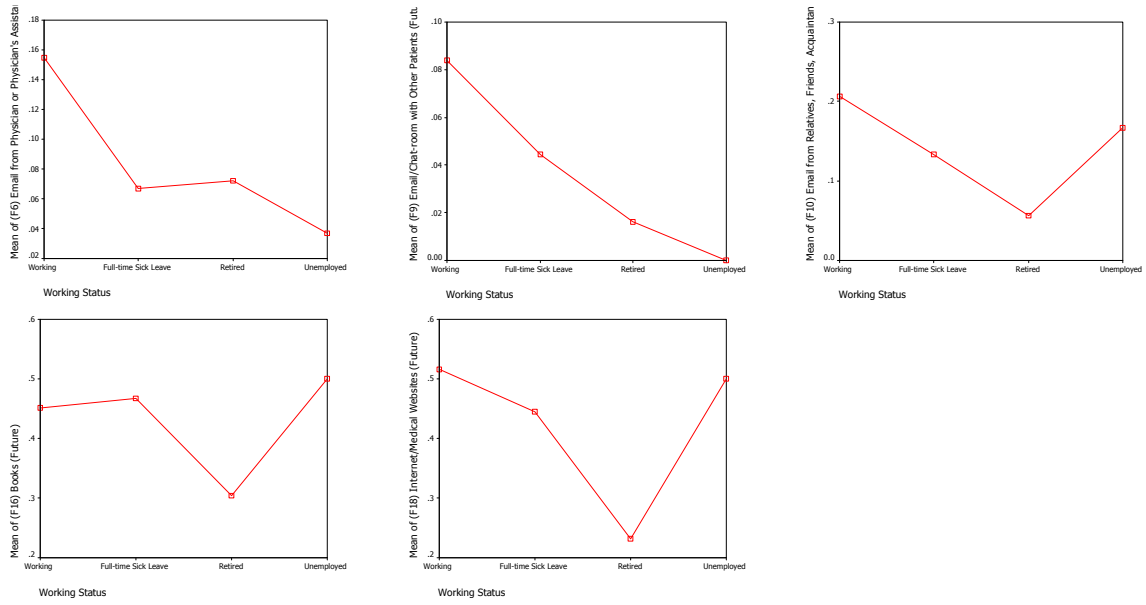 Mean of (F6) Email from Physician or Physician's
.18
.16
.14
.12
.10
.08
.06
.04
.02
Working
Full-time Sick Leave
Retired
Unemployed
Working Status
Mean of (F9) Email/Chat-room with Other Patients
.10
.08
.06
.04
.02
0.00
Working
Full-time Sick Leave
Retired
Unemployed
Working Status
Mean of (F10) Email from Relatives, Friends,
.3
.2
.1
0.0
Working
Full-time Sick Leave
Retired
Unemployed
Working Status
Mean of (F16) Books (Future)
.6
.5
.4
.3
.2
Working
Full-time Sick Leave
Retired
Unemployed
Working Status
Mean of (F18) Internet/Medical Websites (Future)
.6
.5
.4
.3
.2
Working
Full-time Sick Leave
Retired
Unemployed
Working Status